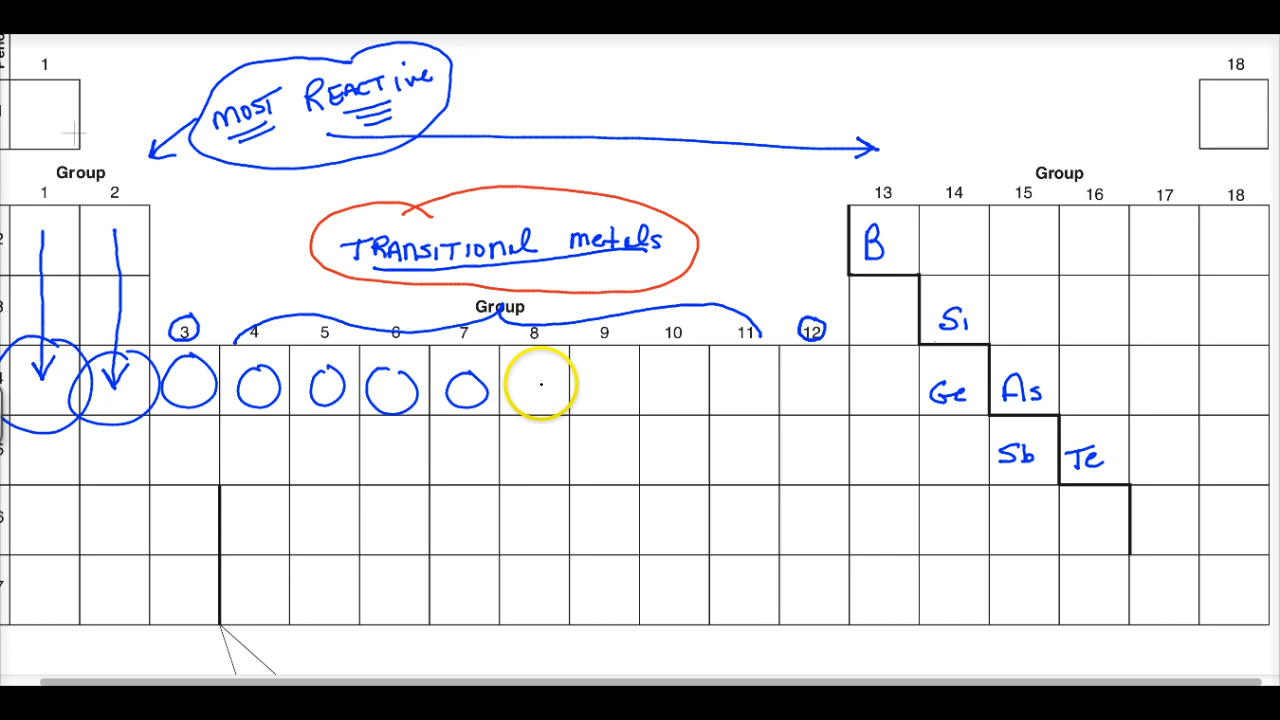 1
18
MOST REACTive
Group
Group
1 2
13 14 15 16 17 18
B
TRANSITIONAL metals
Group
3 4 5 6 7 8 9 10 11 12
Si
Ge As
Sb Te